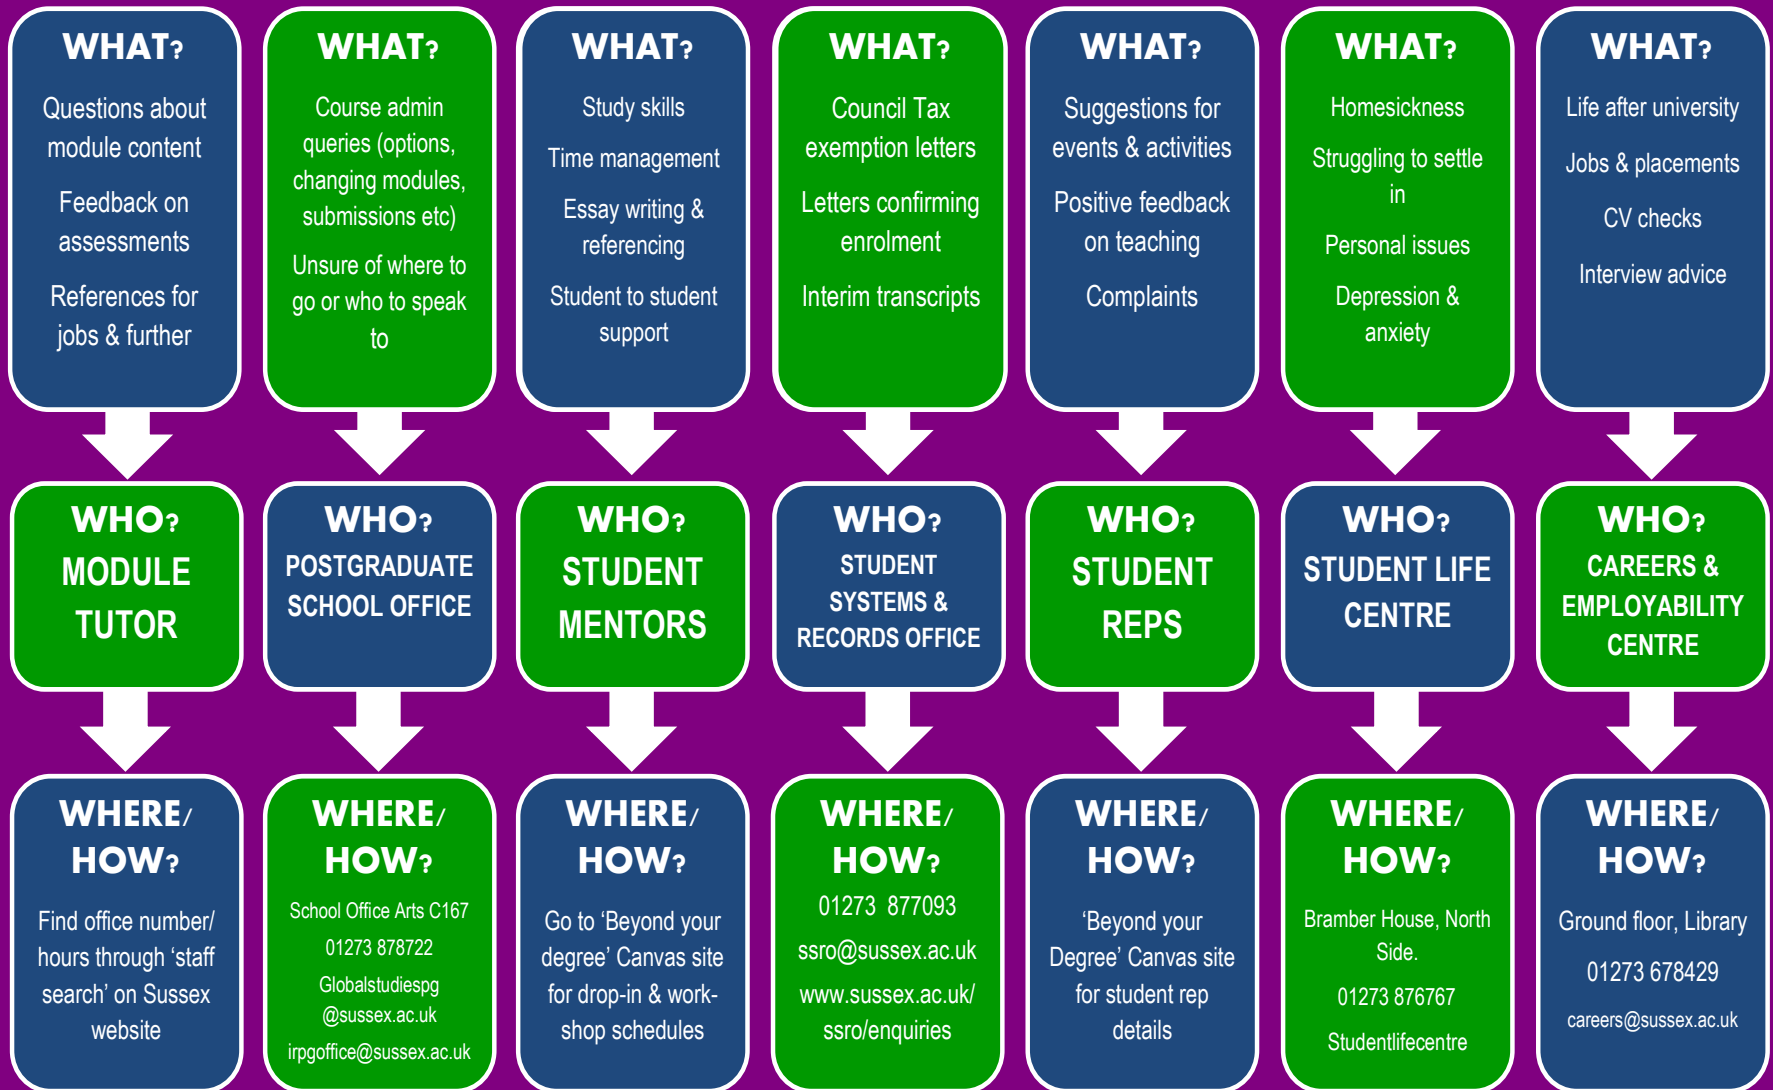 WHAT?
Questions about
module content
Feedback on
assessments
References for
jobs & further
WHO?
MODULE
TUTOR
WHERE/
HOW?
Find office number/
hours through ‘staff
search’ on Sussex
website
WHAT?
Course admin
queries (options,
changing modules,
submissions etc)
Unsure of where to
go or who to speak
to
WHO?
POSTGRADUATE
SCHOOL OFFICE
WHERE/
HOW?
School Office Arts C167
01273 878722
Globalstudiespg
@sussex.ac.uk
irpgoffice@sussex.ac.uk
WHAT?
Study skills
Time management
Essay writing &
referencing
Student to student
support
WHO?
STUDENT
MENTORS
WHERE/
HOW?
Go to ‘Beyond your
degree’ Canvas site
for drop-in & work-
shop schedules
WHAT?
Council Tax
exemption letters
Letters confirming
enrolment
Interim transcripts
WHO?
STUDENT
SYSTEMS &
RECORDS OFFICE
WHERE/
HOW?
01273 877093
ssro@sussex.ac.uk
www.sussex.ac.uk/
ssro/enquiries
WHAT?
Suggestions for
events & activities
Positive feedback
on teaching
Complaints
WHO?
STUDENT
REPS
WHERE/
HOW?
‘Beyond your
Degree’ Canvas site
for student rep
details
WHAT?
Homesickness
Struggling to settle
in
Personal issues
Depression &
anxiety
WHO?
STUDENT LIFE
CENTRE
WHERE/
HOW?
Bramber House, North
Side.
01273 876767
Studentlifecentre
WHAT?
Life after university
Jobs & placements
CV checks
Interview advice
WHO?
CAREERS &
EMPLOYABILITY
CENTRE
WHERE/
HOW?
Ground floor, Library
01273 678429
careers@sussex.ac.uk